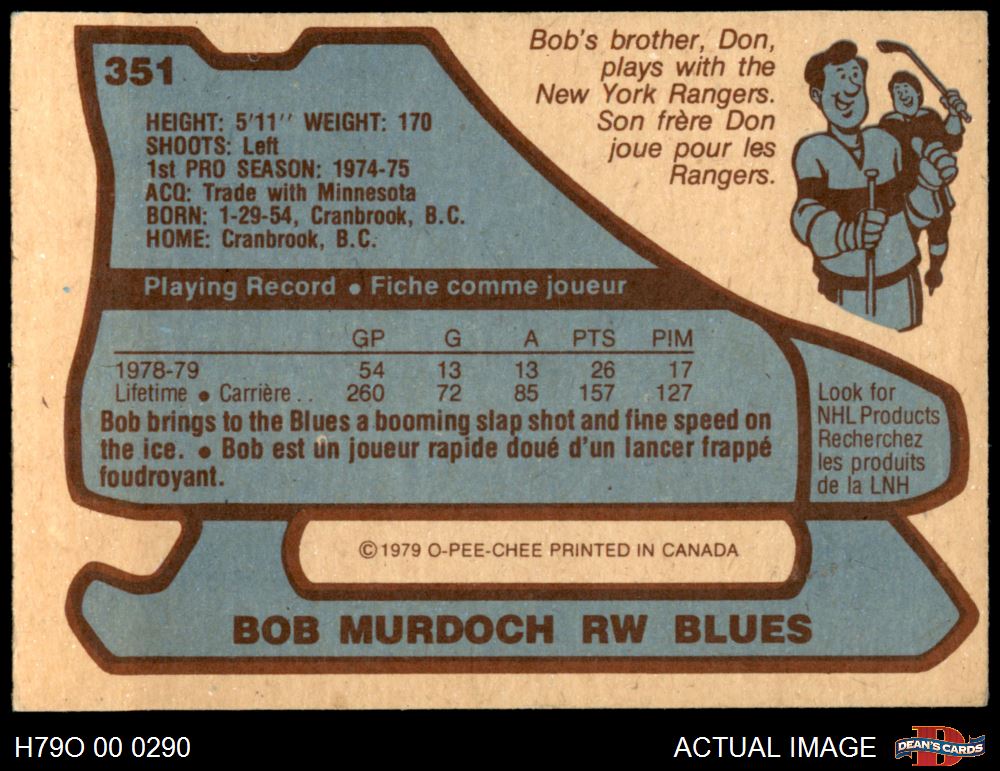 351
HEIGHT: 5'11" WEIGHT: 170
SHOOTS: Left
1st PRO SEASON: 1974-75
ACQ: Trade with Minnesota
BORN: 1-29-54, Cranbrook, B.C.
HOME: Cranbrook, B.C.
Bob's brother, Don,
plays with the
New York Rangers.
Son frère Don
joue pour les
Rangers.
Playing Record • Fiche comme joueur
GP G A PTS PIM
1978-79 54 13 13 26 17
Lifetime • Carrière . . 260 72 85 157 127
Bob brings to the Blues a booming slap shot and fine speed on
the ice. • Bob est un joueur rapide doué d'un lancer frappé
foudroyant.
Look for
NHL Products
Recherchez
les produits
de la LNH
©1979 O-PEE-CHEE PRINTED IN CANADA
BOB MURDOCH RW BLUES
H79O 00 0290
ACTUAL IMAGE
D
DEAN'S CARDS